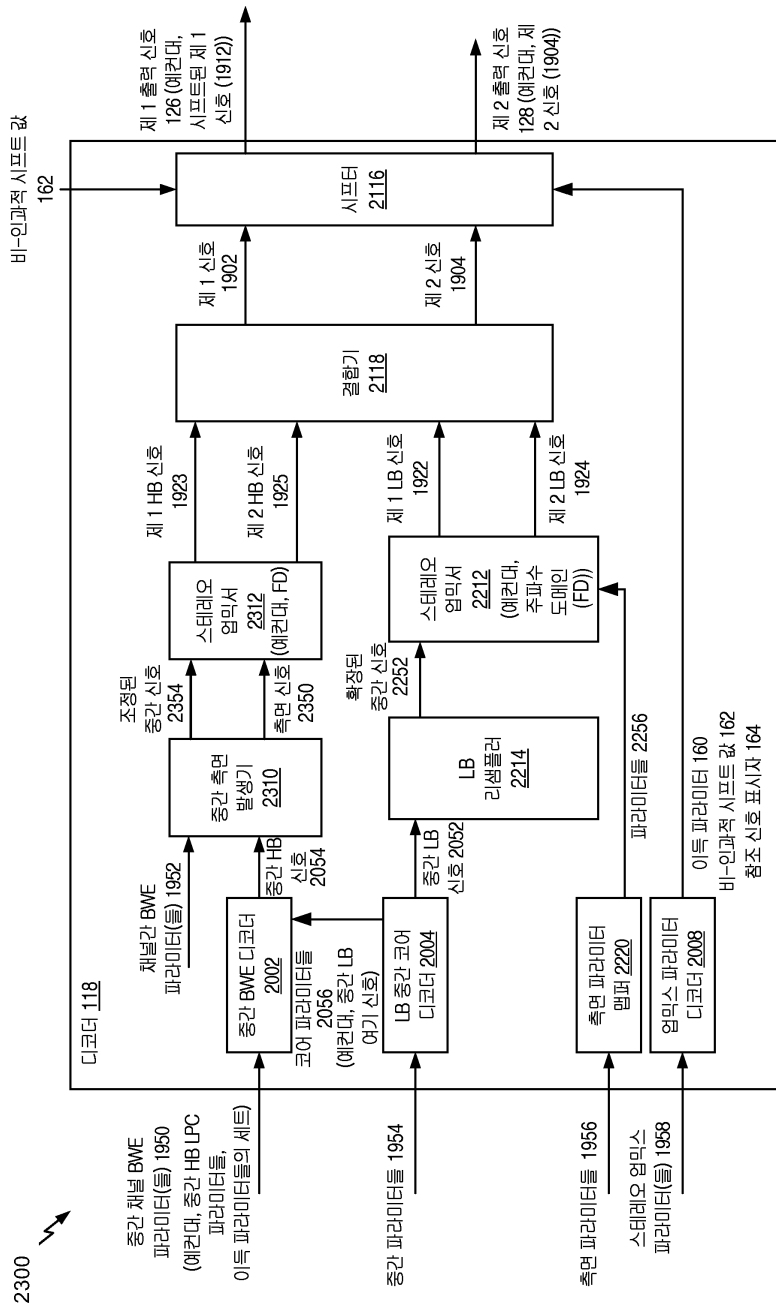 2300
디코더 118
중간 채널 BWE
파라미터(들) 1950
(예컨대, 중간 HB LPC
파라미터들,
이득 파라미터들의 세트)
중간 파라미터들 1954
측면 파라미터들 1956
스테레오 업믹스
파라미터(들) 1958
채널간 BWE
파라미터(들) 1952
중간 BWE 디코더
2002
코어 파라미터들
2056
(예컨대, 중간 LB
여기 신호)
LB 중간 코어
디코더 2004
측면 파라미터
맵퍼 2220
업믹스 파라미터
디코더 2008
중간 HB
신호
2054
중간 LB
신호 2052
중간 측면
발생기
2310
LB
리샘플러
2214
파라미터들 2256
이득 파라미터 160
비-인과적 시프트 값 162
참조 신호 표시자 164
조정된
중간 신호
2354
측면 신호
2350
확장된
중간 신호
2252
스테레오
업믹서
2312
(예컨대, FD)
스테레오
업믹서
2212
(예컨대,
주파수
도메인
(FD))
제 1 HB 신호
1923
제 2 HB 신호
1925
제 1 LB 신호
1922
제 2 LB 신호
1924
결합기
2118
제 1 신호
1902
제 2 신호
1904
시프터
2116
비-인과적 시프트 값
162
제 1 출력 신호
126 (예컨대,
시프트된 제 1
신호 (1912))
제 2 출력 신호
128 (예컨대, 제
2 신호 (1904))